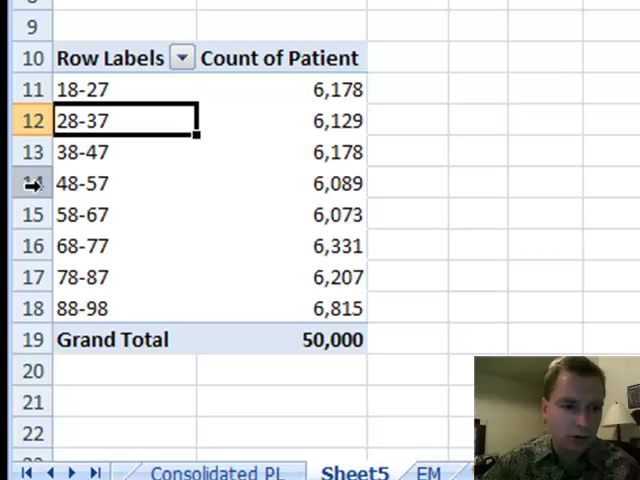 9
10 Row Labels Count of Patient
11 18-27 6,178
12 28-37 6,129
13 38-47 6,178
48-57 6,089
15 58-67 6,073
16 68-77 6,331
17 78-87 6,207
18 88-98 6,815
19 Grand Total 50,000
20
21
22
Consolidated PL Sheet5 EM